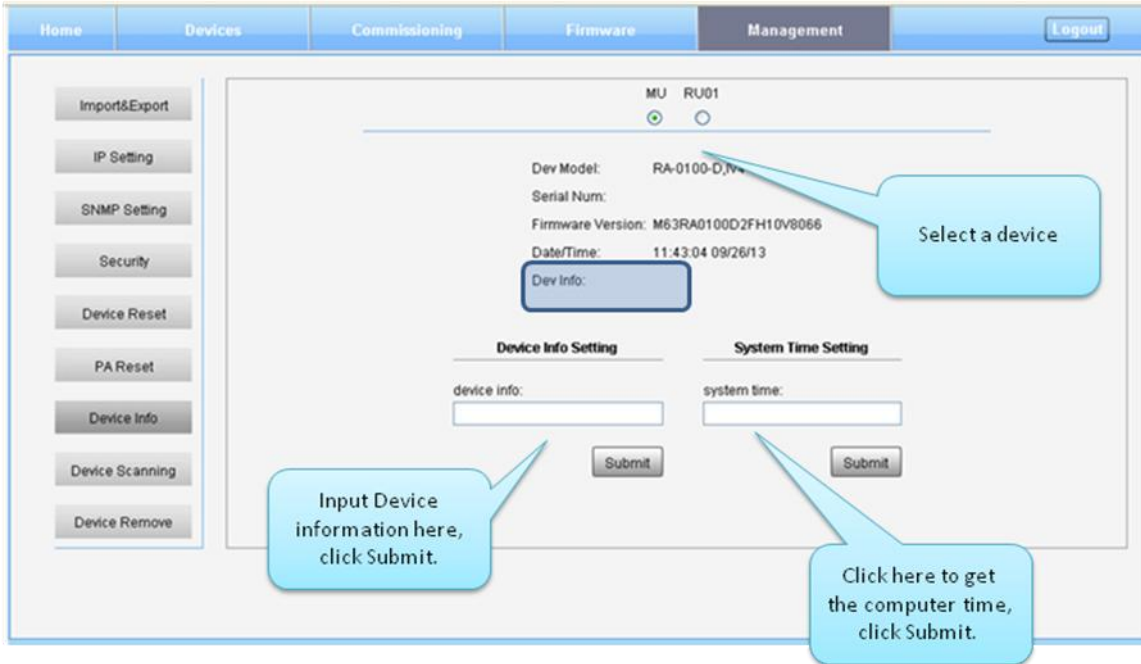 Home Devices Commissioning Firmware Management Logout
MU RU01
Import&Export
IP Setting
SNMP Setting
Security
Device Reset
PA Reset
Device Info
Device Scanning
Device Remove
Dev Model: RA-0100-D,
Serial Num:
Firmware Version: M63RA0100D2FH10V8066
Date/Time: 11:43:04 09/26/13
Dev Info:
Select a device
Device Info Setting
device info:
Submit
System Time Setting
system time:
Submit
Input Device
information here,
click Submit.
Click here to get
the computer time,
click Submit.